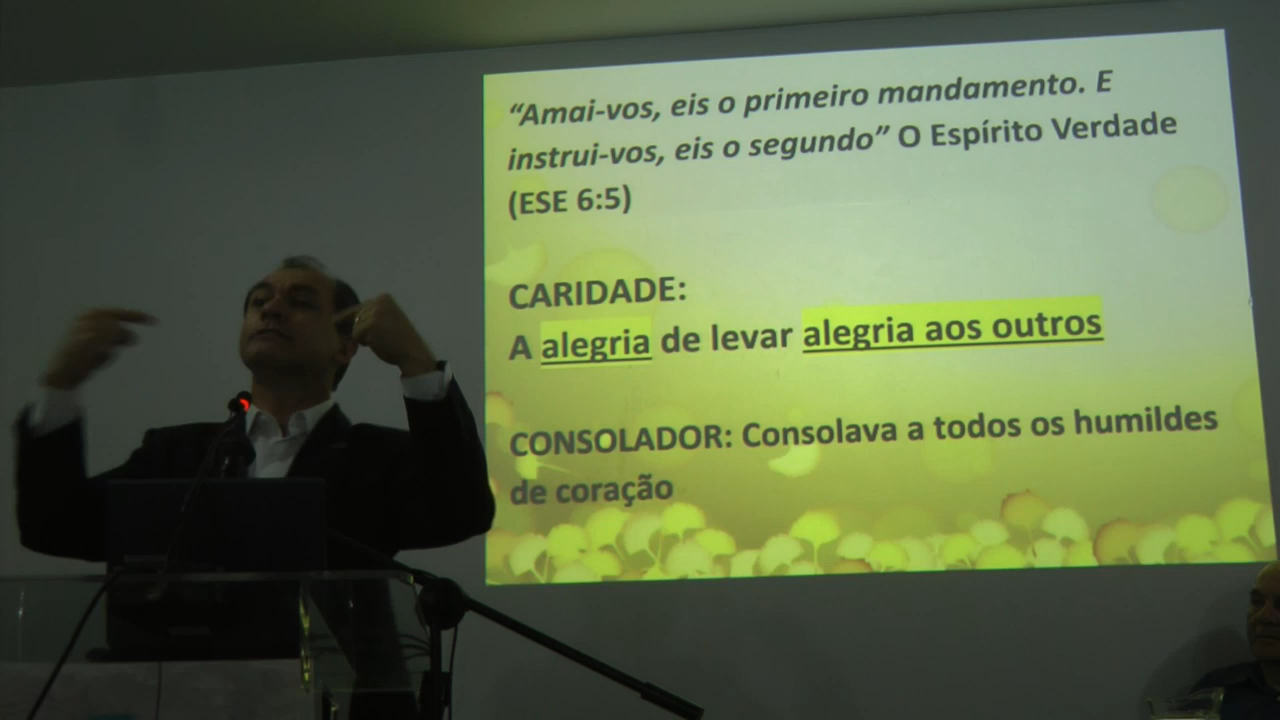 “Amai-vos, eis o primeiro mandamento. E
instrui-vos, eis o segundo” O Espírito Verdade
(ESE 6:5)
CARIDADE:
A alegria de levar alegria aos outros
CONSOLADOR: Consolava a todos os humildes
de coração